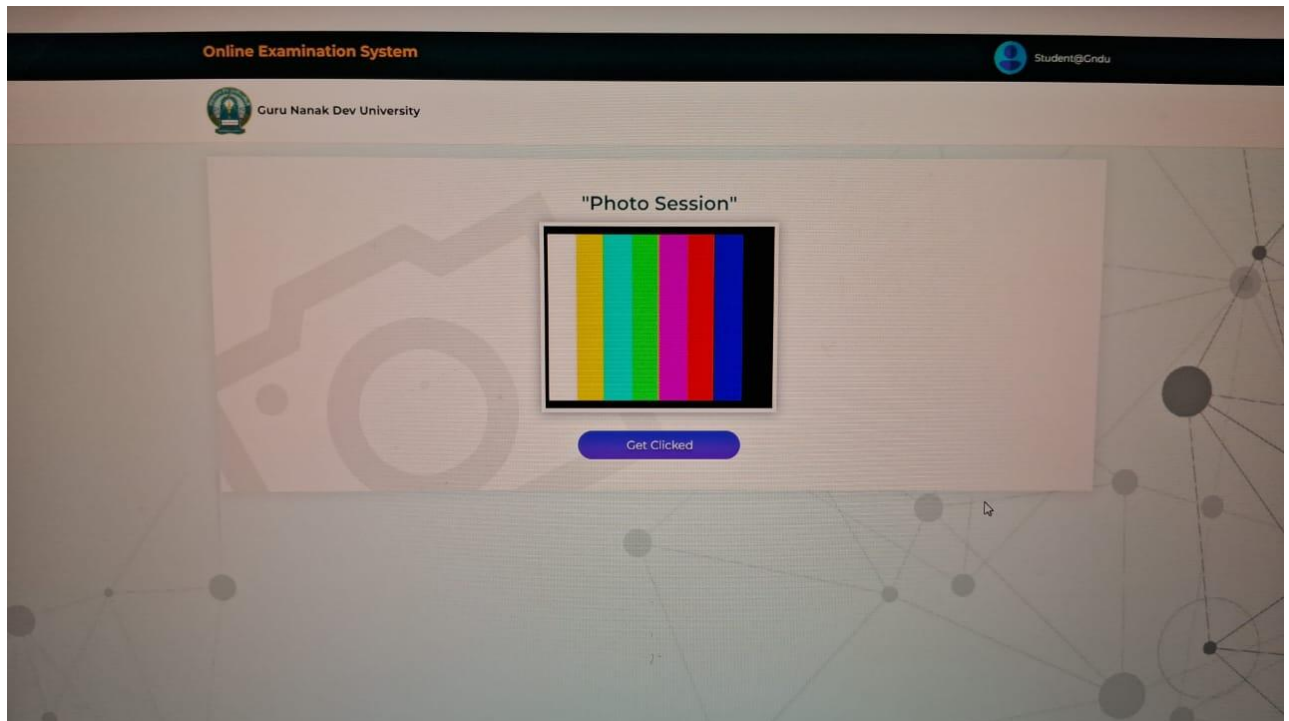 Online Examination System
Student@Gndu
Guru Nanak Dev University
"Photo Session"
Get Clicked